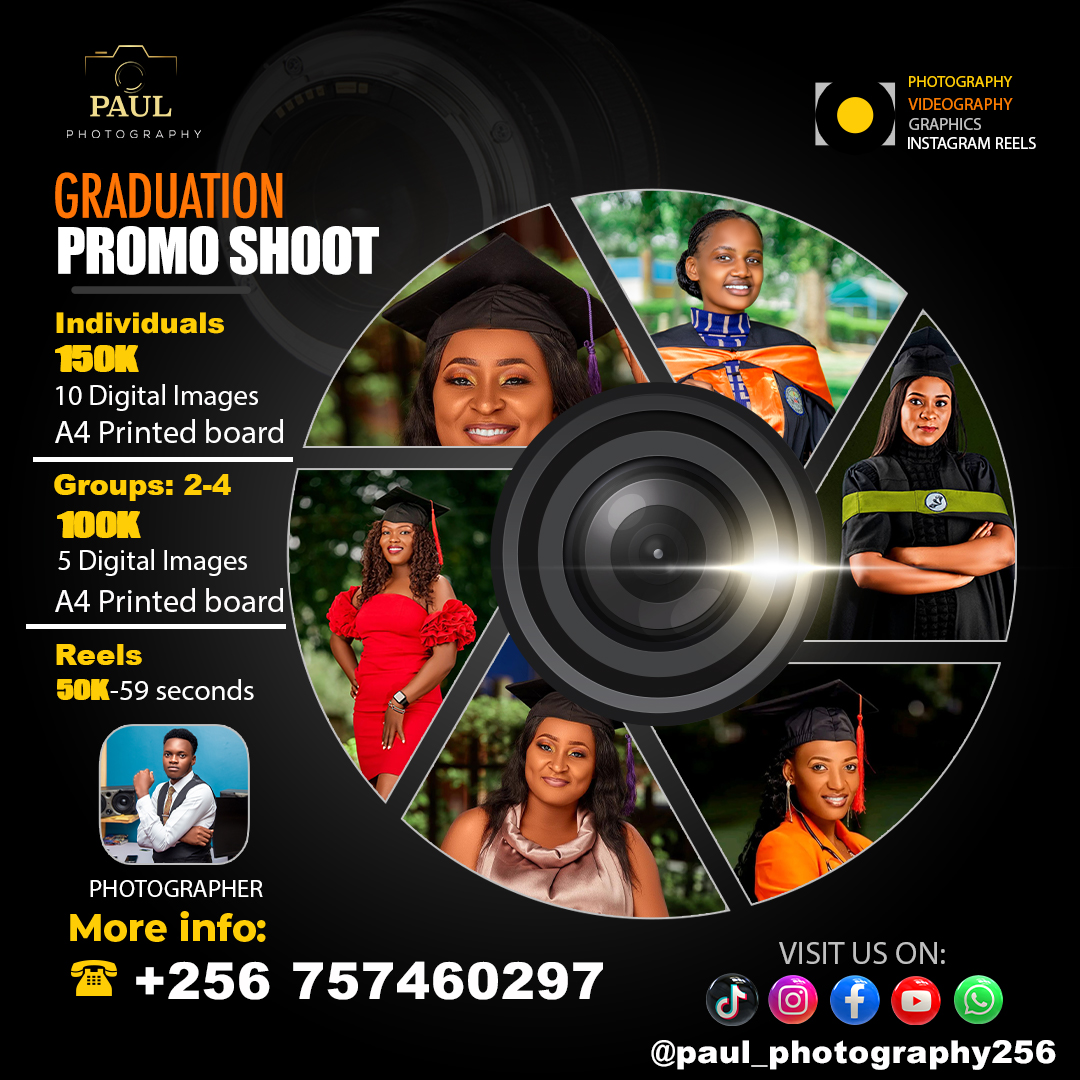 PAUL
PHOTOGRAPHY
PHOTOGRAPHY
VIDEOGRAPHY
GRAPHICS
INSTAGRAM REELS
GRADUATION
PROMO SHOOT
Individuals
150K
10 Digital Images
A4 Printed board
Groups: 2-4
100K
5 Digital Images
A4 Printed board
Reels
50K-59 seconds
PHOTOGRAPHER
More info:
+256 757460297
VISIT US ON:
@paul_photography256